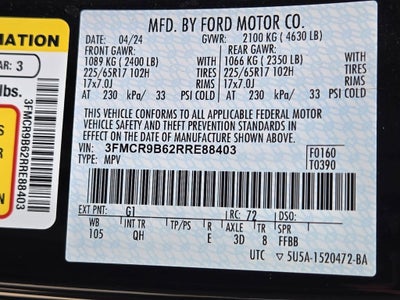 MFD. BY FORD MOTOR CO.
DATE: 04/24 GVWR: 2100 KG ( 4630 LB)
FRONT GAWR: REAR GAWR:
1089 KG ( 2400 LB) WITH 1066 KG ( 2350 LB) WITH
225/65R17 102H TIRES 225/65R17 102H TIRES
17x7.0J RIMS 17x7.0J RIMS
AT 230 kPa/ 33 PSI COLD AT 230 kPa/ 33 PSI COLD
THIS VEHICLE CONFORMS TO ALL APPLICABLE FEDERAL MOTOR
VEHICLE SAFETY AND THEFT PREVENTION STANDARDS IN
EFFECT ON THE DATE OF MANUFACTURE SHOWN ABOVE.
VIN: 3FMCR9B62RRE88403
TYPE: MPV
F0160
T0390
EXT PNT: G1 RC: 72 DSO:
WB INT TR TP/PS R AXLE TR SPR
105 QH E 3D 8 FFBB
UTC 5U5A-1520472-BA
MATION
AR: 3
lbs.
3FMCR9B62RRE88403